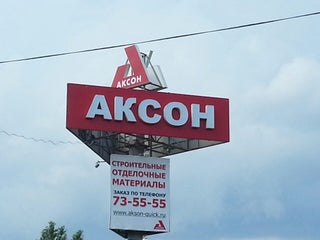 АКСОН
АКСОН
СТРОИТЕЛЬНЫЕ
ОТДЕЛОЧНЫЕ
МАТЕРИАЛЫ
ЗАКАЗ ПО ТЕЛЕФОНУ
73-55-55
www.akson-quick.ru